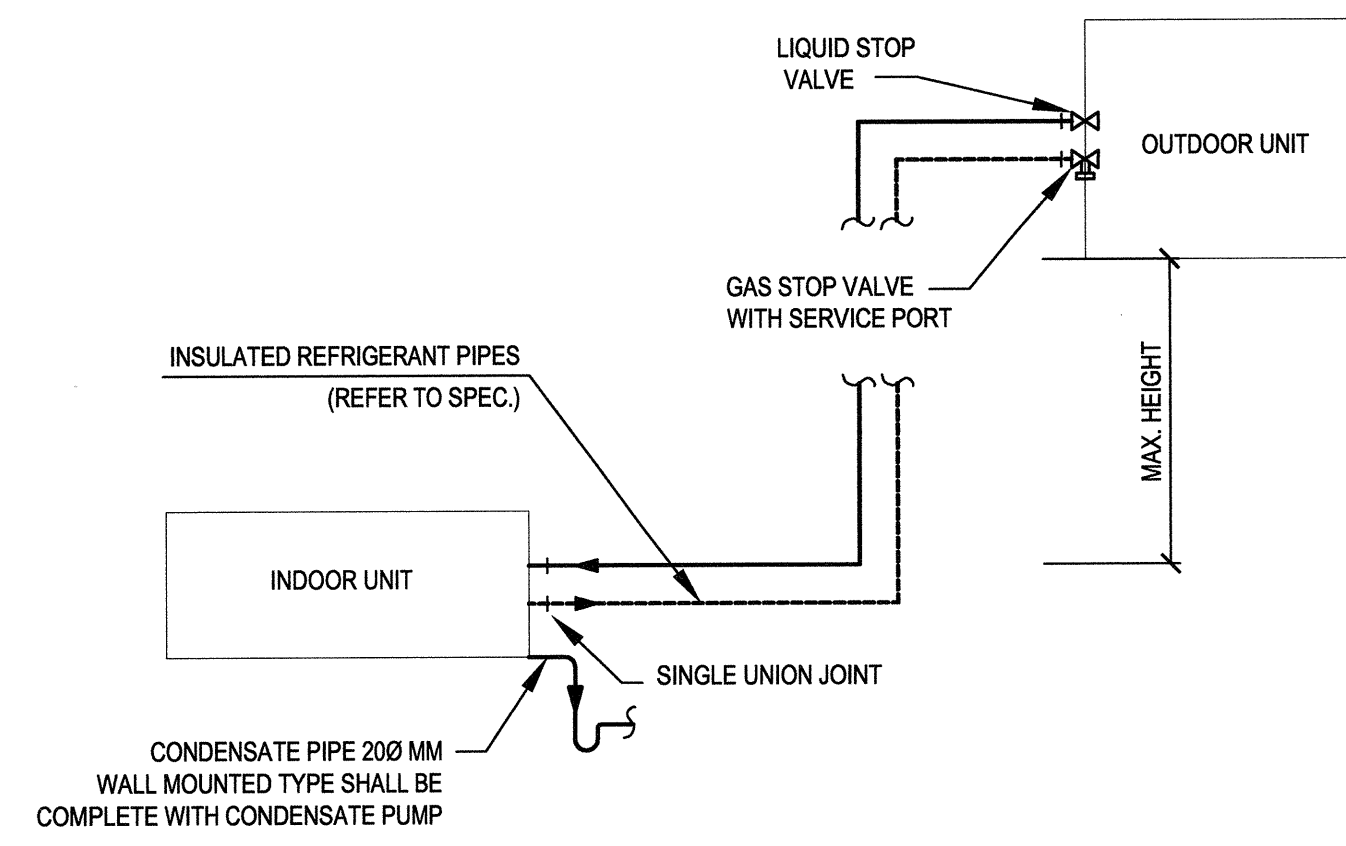 LIQUID STOP
VALVE
OUTDOOR UNIT
GAS STOP VALVE
WITH SERVICE PORT
INSULATED REFRIGERANT PIPES
(REFER TO SPEC.)
MAX. HEIGHT
INDOOR UNIT
SINGLE UNION JOINT
CONDENSATE PIPE 20Ø MM
WALL MOUNTED TYPE SHALL BE
COMPLETE WITH CONDENSATE PUMP